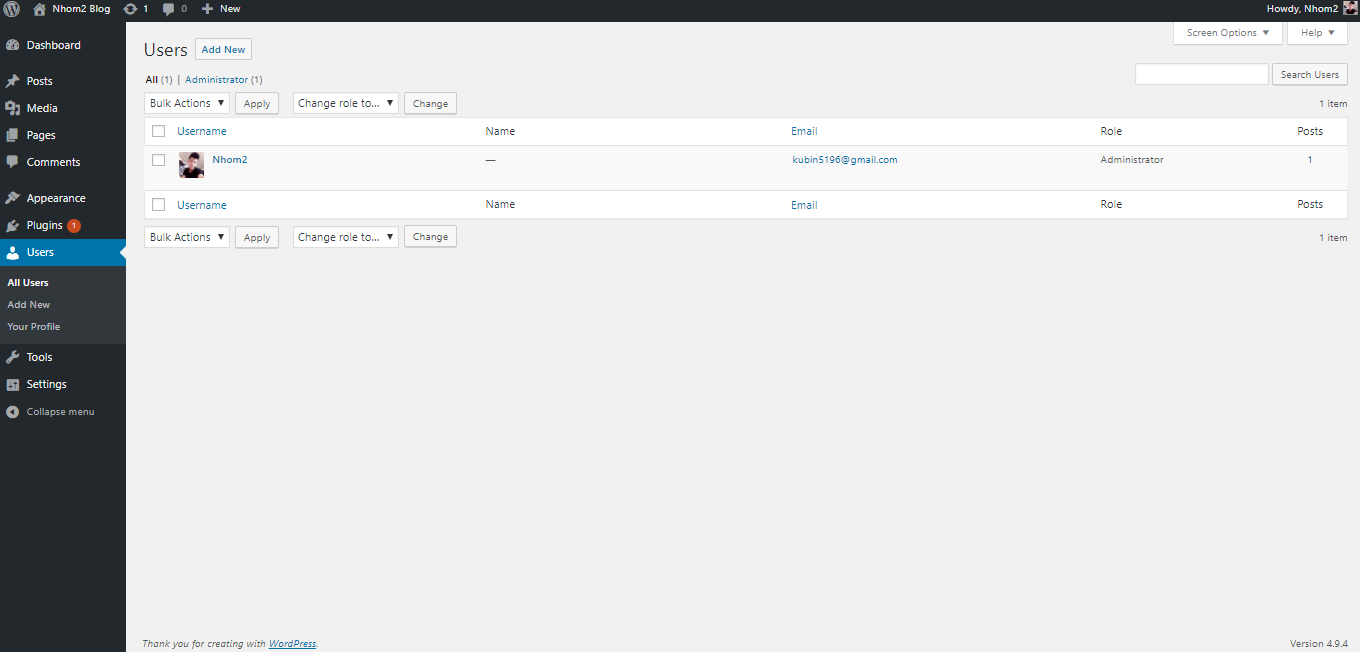 Nhom2 Blog 1 0 New Howdy, Nhom2
Screen Options Help
Dashboard
Posts
Media
Pages
Comments
Appearance
Plugins 1
Users
All Users
Add New
Your Profile
Tools
Settings
Collapse menu
Users Add New
All (1) | Administrator (1)
Search Users
Bulk Actions Apply Change role to... Change 1 item
Username Name Email Role Posts
Nhom2 — kubin5196@gmail.com Administrator 1
Username Name Email Role Posts
Bulk Actions Apply Change role to... Change 1 item
Thank you for creating with WordPress. Version 4.9.4